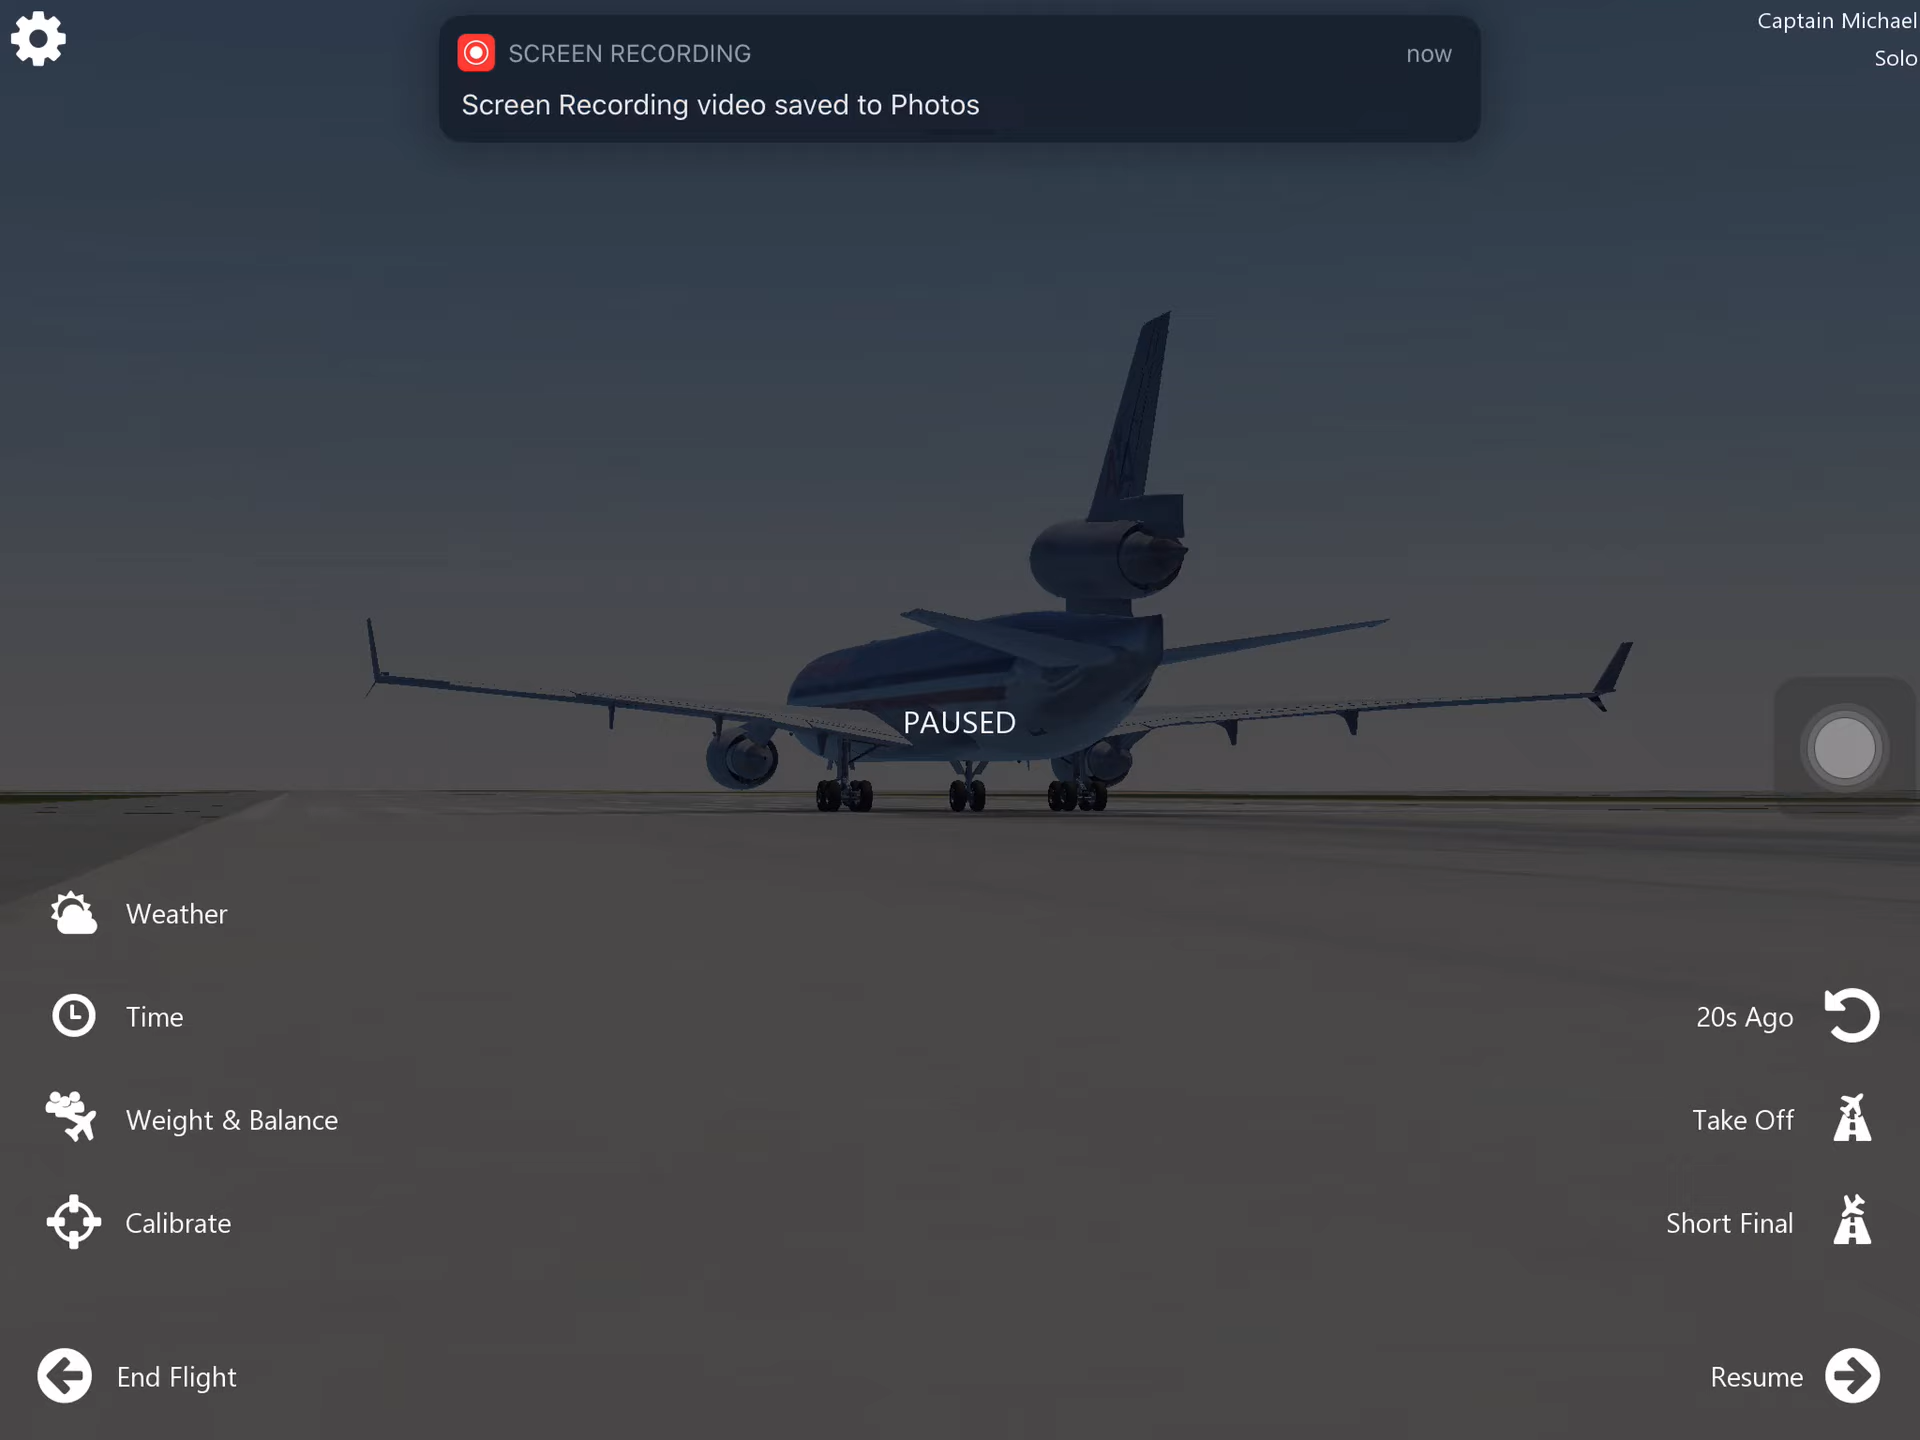 Captain Michael
Solo
SCREEN RECORDING
now
Screen Recording video saved to Photos
PAUSED
Weather
Time
20s Ago
Weight & Balance
Take Off
Calibrate
Short Final
End Flight
Resume